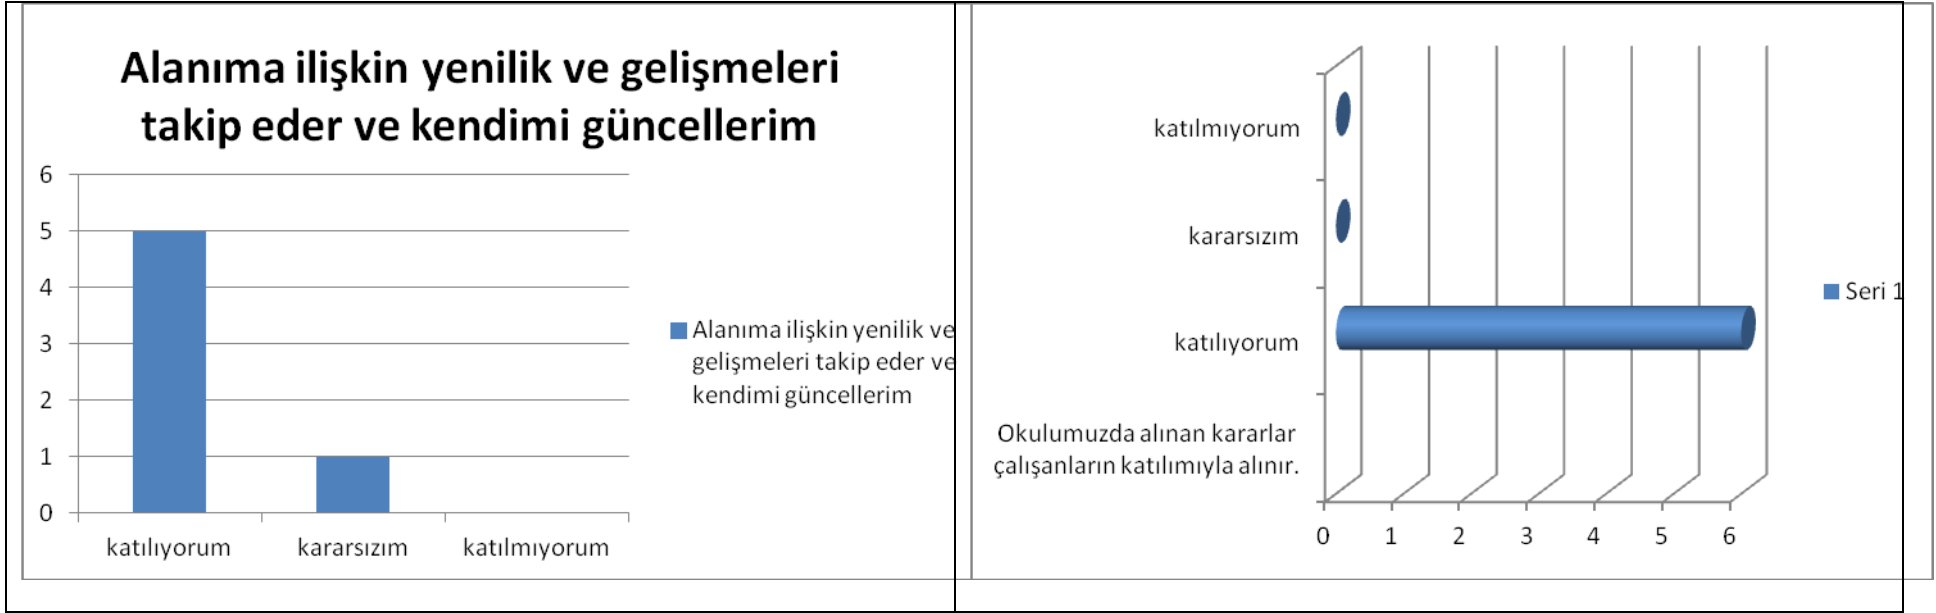 Alanıma ilişkin yenilik ve gelişmeleri
takip eder ve kendimi güncellerim
6
5
4
3
2
1
0
katılıyorum kararsızım katılmıyorum
Alanıma ilişkin yenilik ve
gelişmeleri takip eder ve
kendimi güncellerim
katılmıyorum
kararsızım
katılıyorum
Okulumuzda alınan kararlar
çalışanların katılımıyla alınır.
0 1 2 3 4 5 6
Seri 1